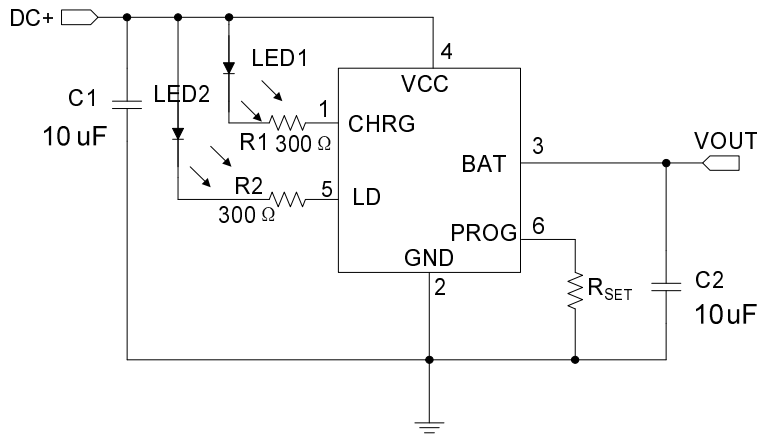 DC+
4
LED1
VCC
C1
LED2
10 uF
1
CHRG
R1
300 Ω
3
VOUT
BAT
R2
5
LD
300 Ω
6
PROG
GND
2
RSET
C2
10uF